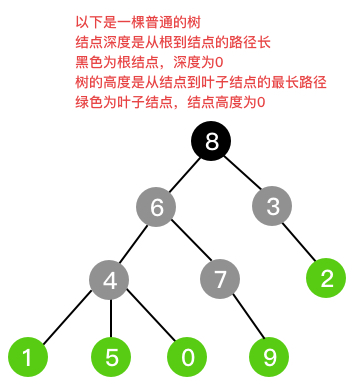 以下是一棵普通的树
结点深度是从根到结点的路径长
黑色为根结点，深度为0
树的高度是从结点到叶子结点的最长路径
绿色为叶子结点，结点高度为0
8
6 3
4 7 2
1 5 0 9